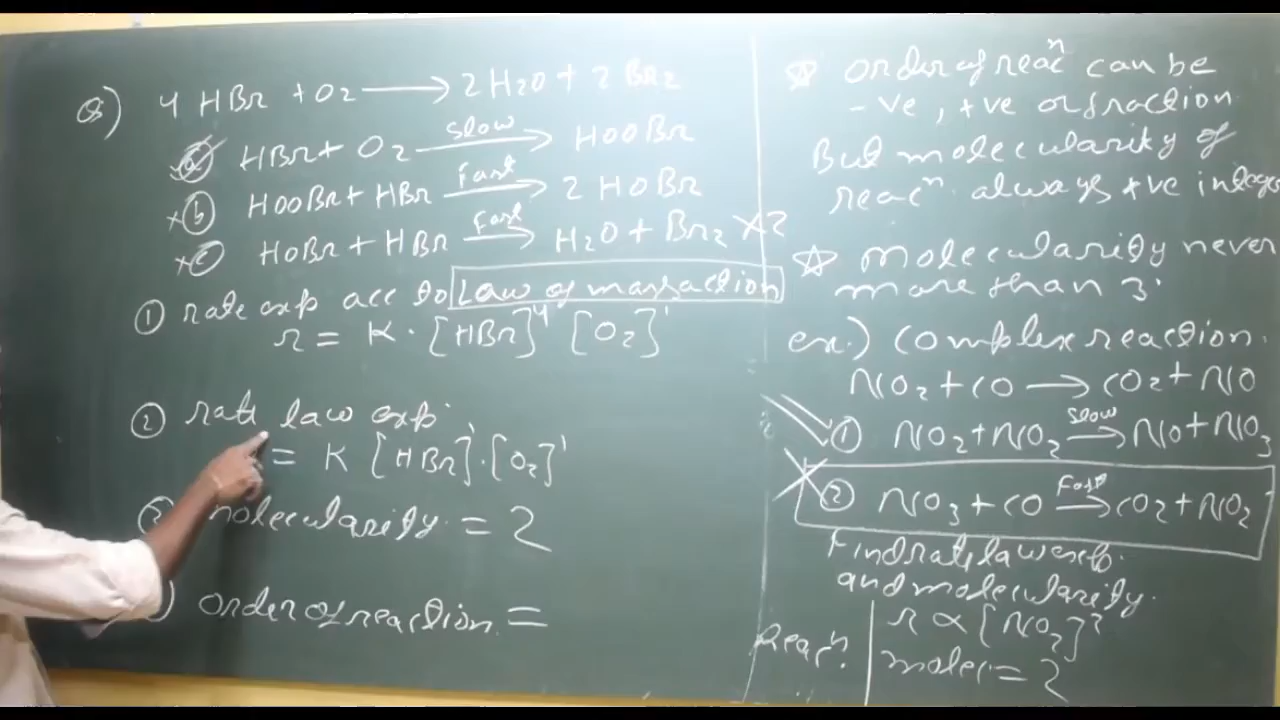 Q) 4 HBr + O2 ⟶ 2 H2O + 2 Br2
(a) HBr + O2 slow⟶ HOOBr
×(b) HOOBr + HBr Fast⟶ 2 HOBr
×(c) HOBr + HBr Fast⟶ H2O + Br2 ×2
① rate exp acc to Law of mass action
r = K · [HBr]⁴ [O2]¹
② rate law exp
= K [HBr]¹ · [O2]¹
molecularity = 2
order of reaction =
☆ order of reacⁿ can be
-ve, +ve or fraction
But molecularity of
reacⁿ always +ve integer
☆ molecularity never
more than 3.
ex.) Complex reaction.
NO2 + CO ⟶ CO2 + NO
① NO2 + NO2 slow⟶ NO + NO3
② NO3 + CO Fast⟶ CO2 + NO2
Find rate law exp.
and molecularity.
r ∝ [NO2]²
Reacⁿ. molec = 2